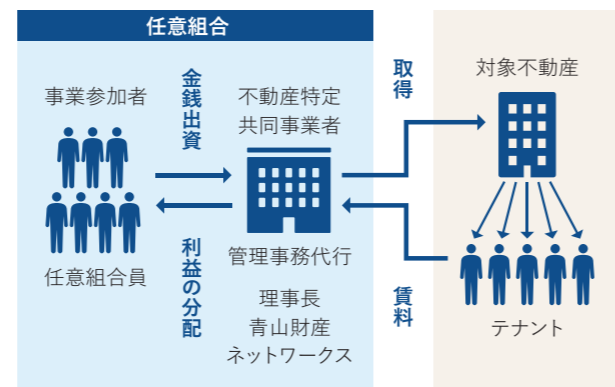 任意組合
事業参加者
任意組合員
金銭出資
利益の分配
不動産特定
共同事業者
管理事務代行
理事長
青山財産
ネットワークス
取得
賃料
対象不動産
テナント